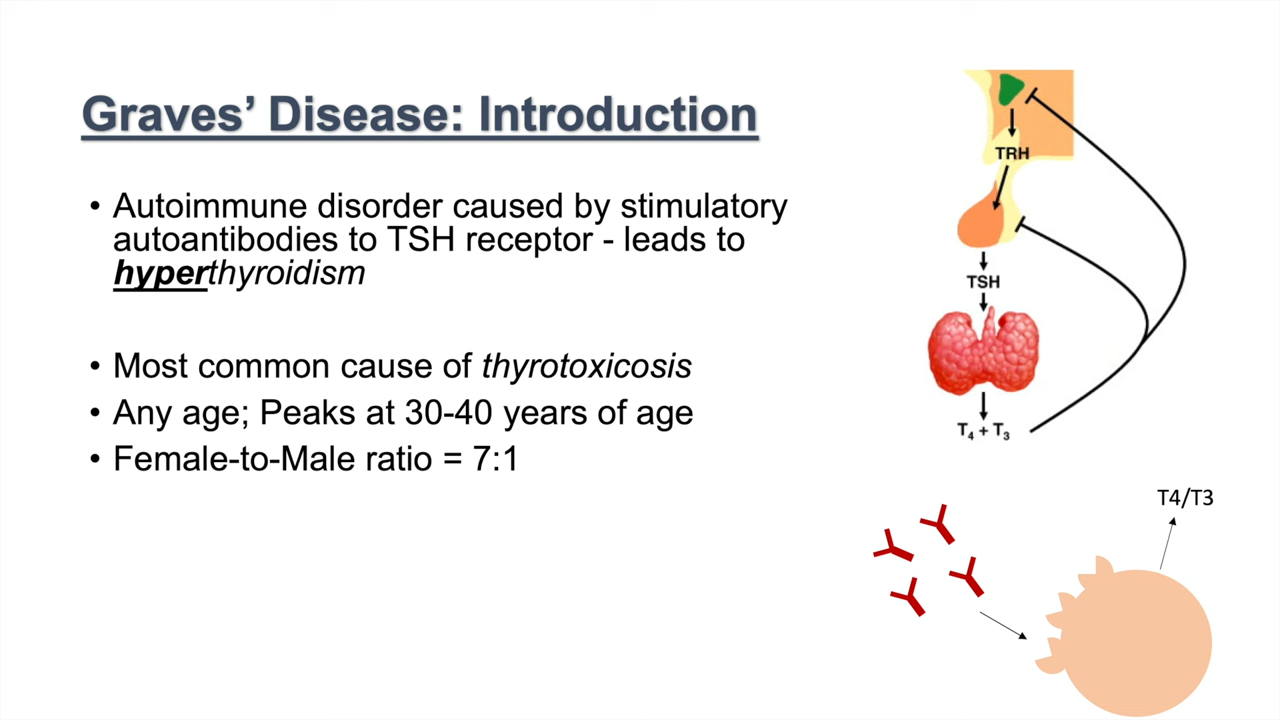 Graves’ Disease: Introduction
• Autoimmune disorder caused by stimulatory
autoantibodies to TSH receptor - leads to
hyperthyroidism
• Most common cause of thyrotoxicosis
• Any age; Peaks at 30-40 years of age
• Female-to-Male ratio = 7:1
TRH
TSH
T₄ + T₃
T4/T3